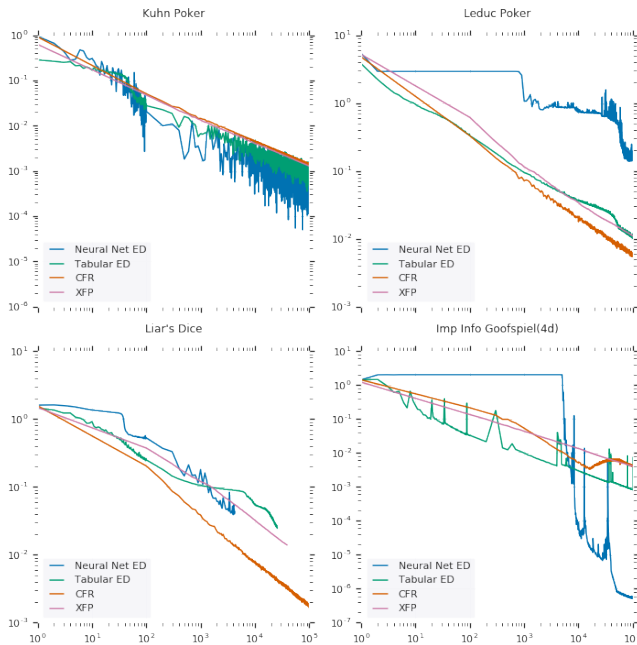 Kuhn Poker
10^0
10^-1
10^-2
10^-3
10^-4
10^-5
10^-6
Neural Net ED
Tabular ED
CFR
XFP
Leduc Poker
10^1
10^0
10^-1
10^-2
10^-3
Neural Net ED
Tabular ED
CFR
XFP
Liar's Dice
10^1
10^0
10^-1
10^-2
10^-3
Neural Net ED
Tabular ED
CFR
XFP
10^0 10^1 10^2 10^3 10^4 10^5
Imp Info Goofspiel(4d)
10^1
10^0
10^-1
10^-2
10^-3
10^-4
10^-5
10^-6
10^-7
Neural Net ED
Tabular ED
CFR
XFP
10^0 10^1 10^2 10^3 10^4 10^5